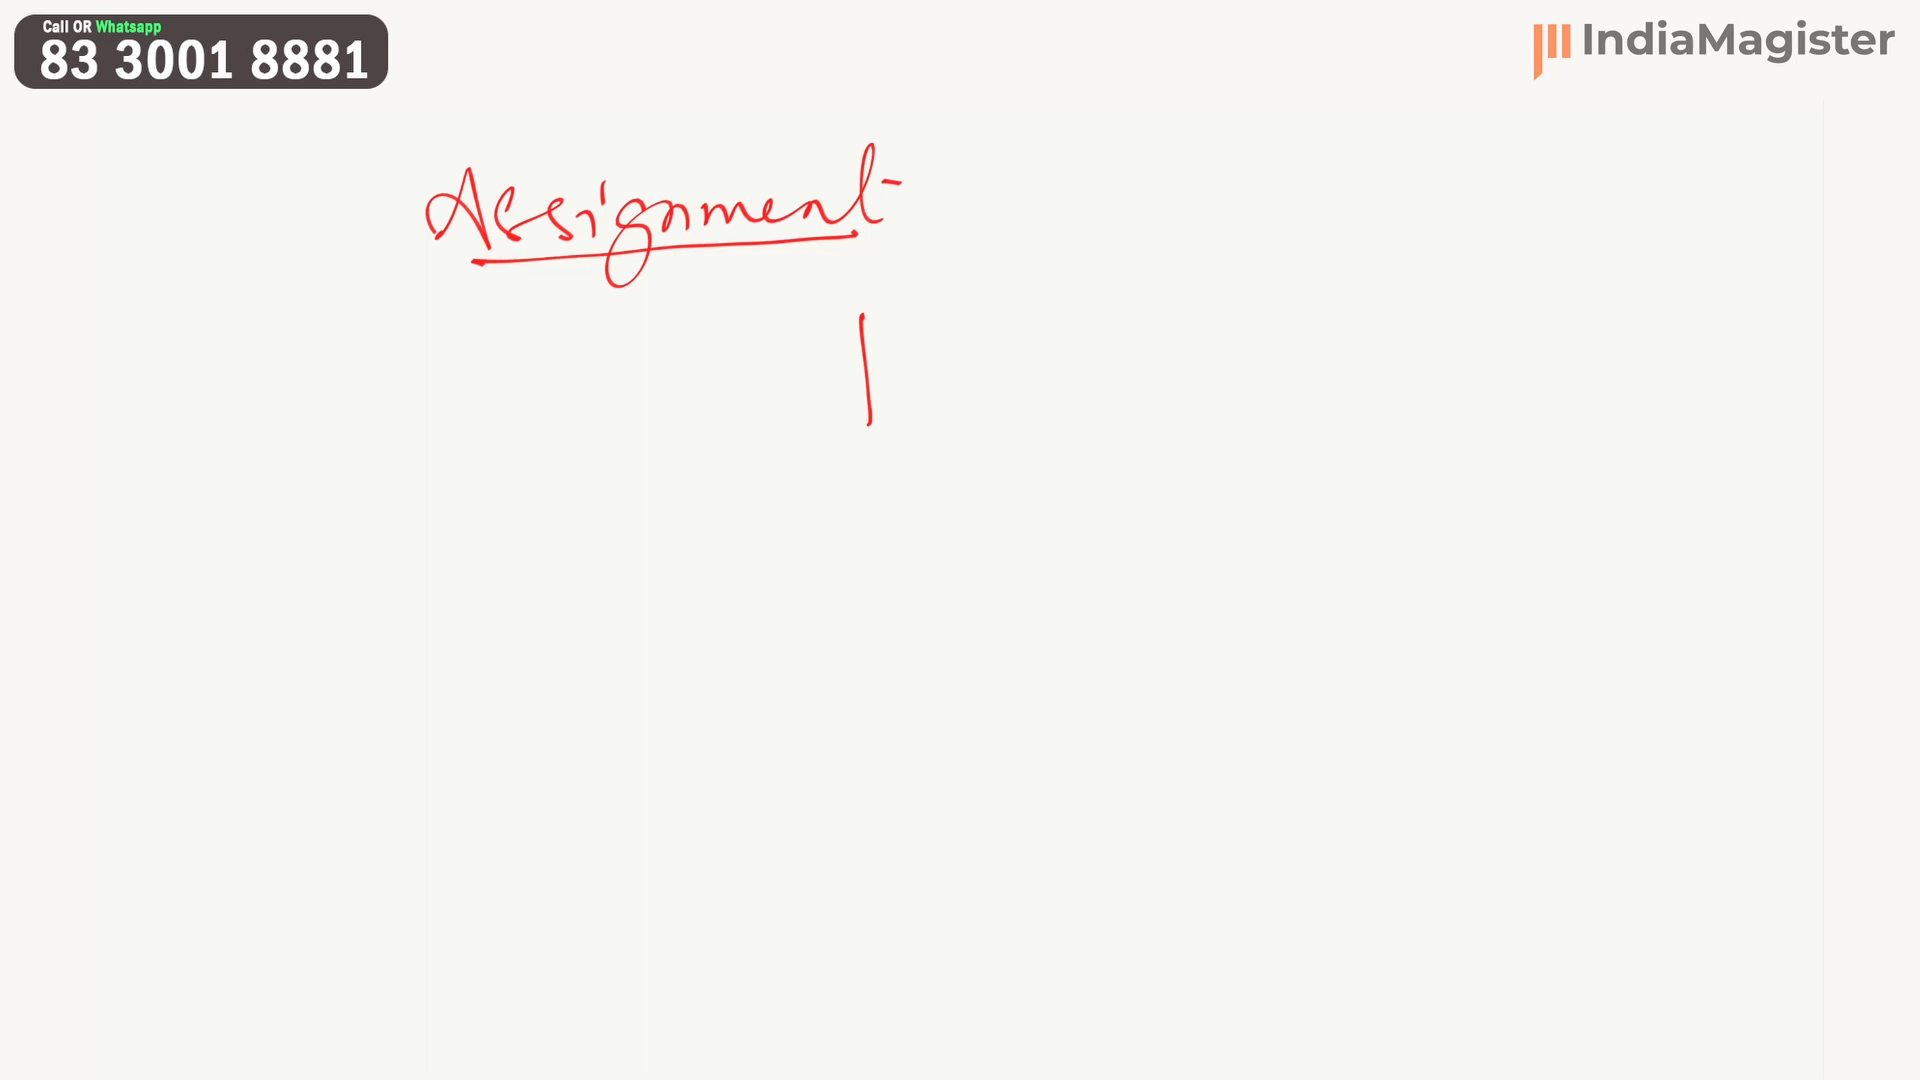 Call OR Whatsapp
83 3001 8881
IndiaMagister
Assignment